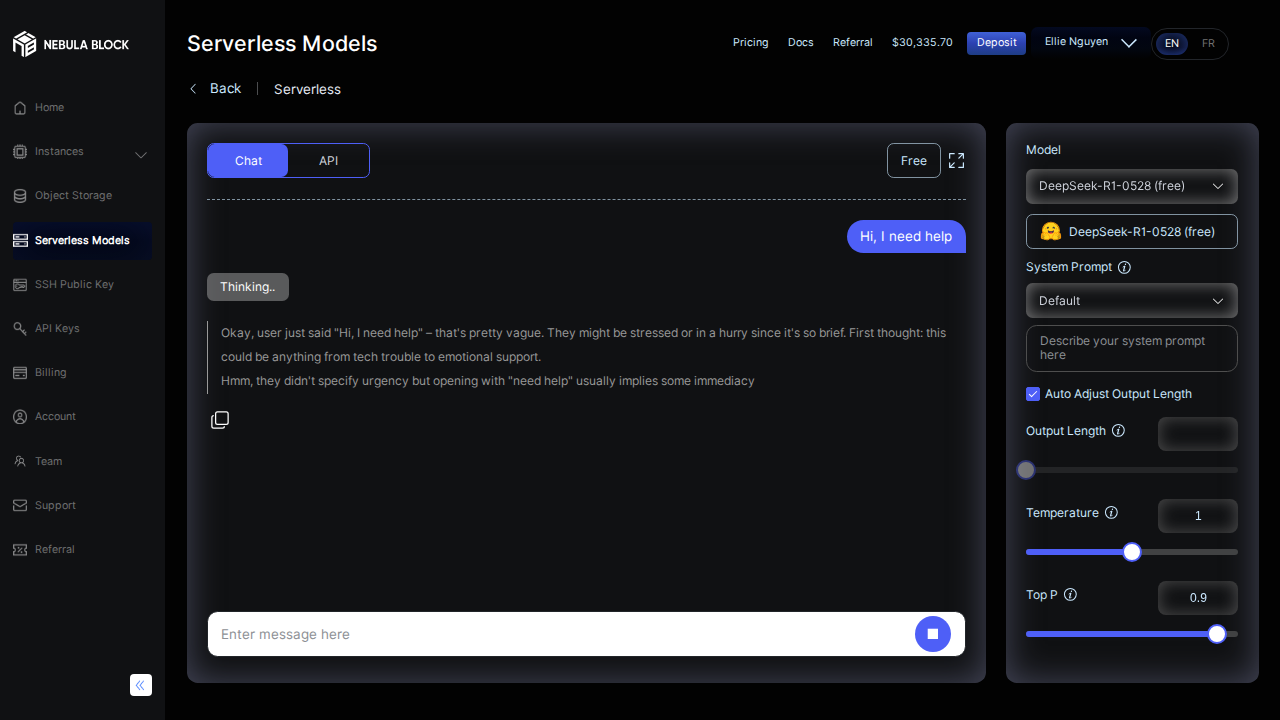 NEBULA BLOCK
Serverless Models
Pricing
Docs
Referral
$30,335.70
Deposit
Ellie Nguyen
EN
FR
Back
Serverless
Home
Instances
Object Storage
Serverless Models
SSH Public Key
API Keys
Billing
Account
Team
Support
Referral
Chat
API
Free
Hi, I need help
Thinking..
Okay, user just said "Hi, I need help" – that's pretty vague. They might be stressed or in a hurry since it's so brief. First thought: this
could be anything from tech trouble to emotional support.
Hmm, they didn't specify urgency but opening with "need help" usually implies some immediacy
Enter message here
Model
DeepSeek-R1-0528 (free)
DeepSeek-R1-0528 (free)
System Prompt
Default
Describe your system prompt
here
Auto Adjust Output Length
Output Length
Temperature
1
Top P
0.9